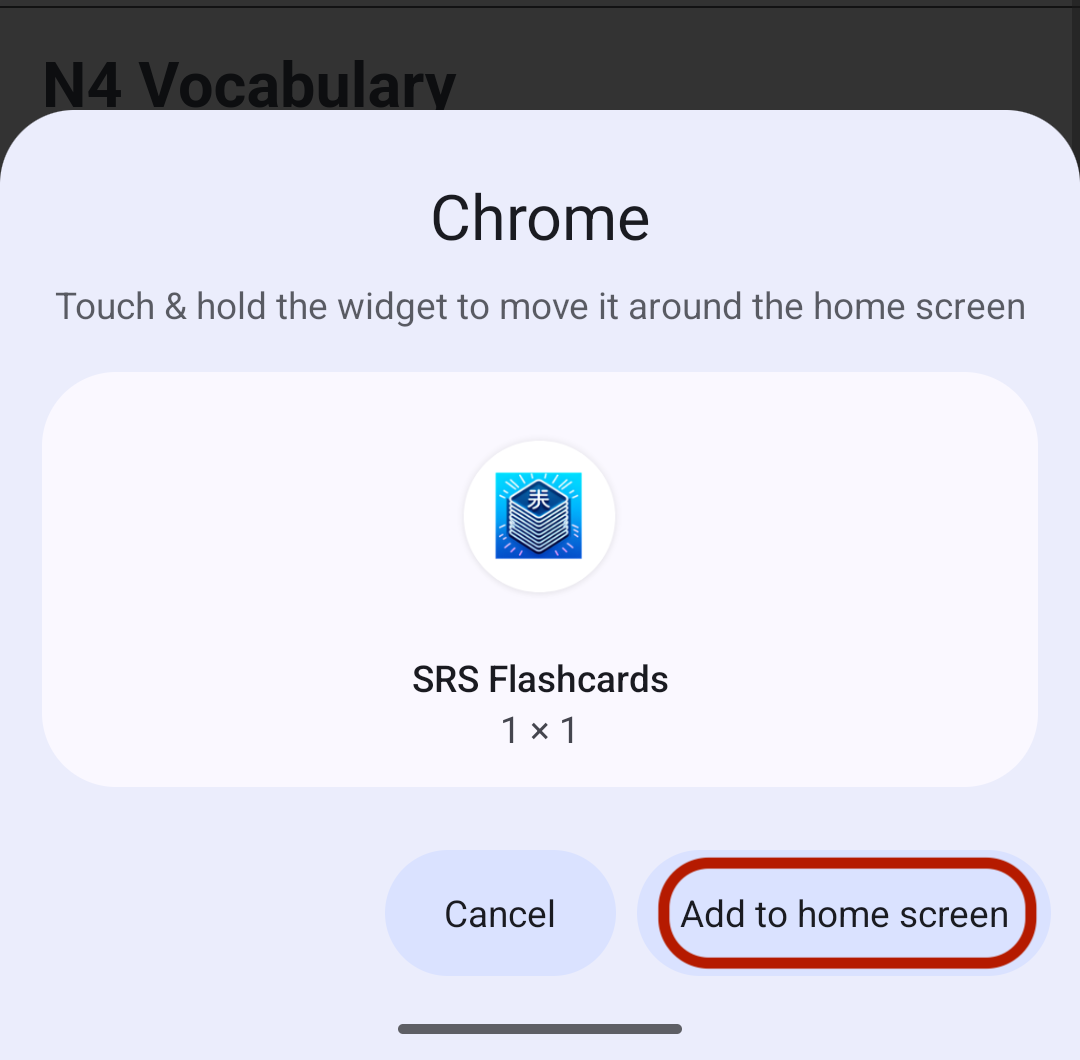 N4 Vocabulary
Chrome
Touch & hold the widget to move it around the home screen
SRS Flashcards
1 × 1
Cancel
Add to home screen